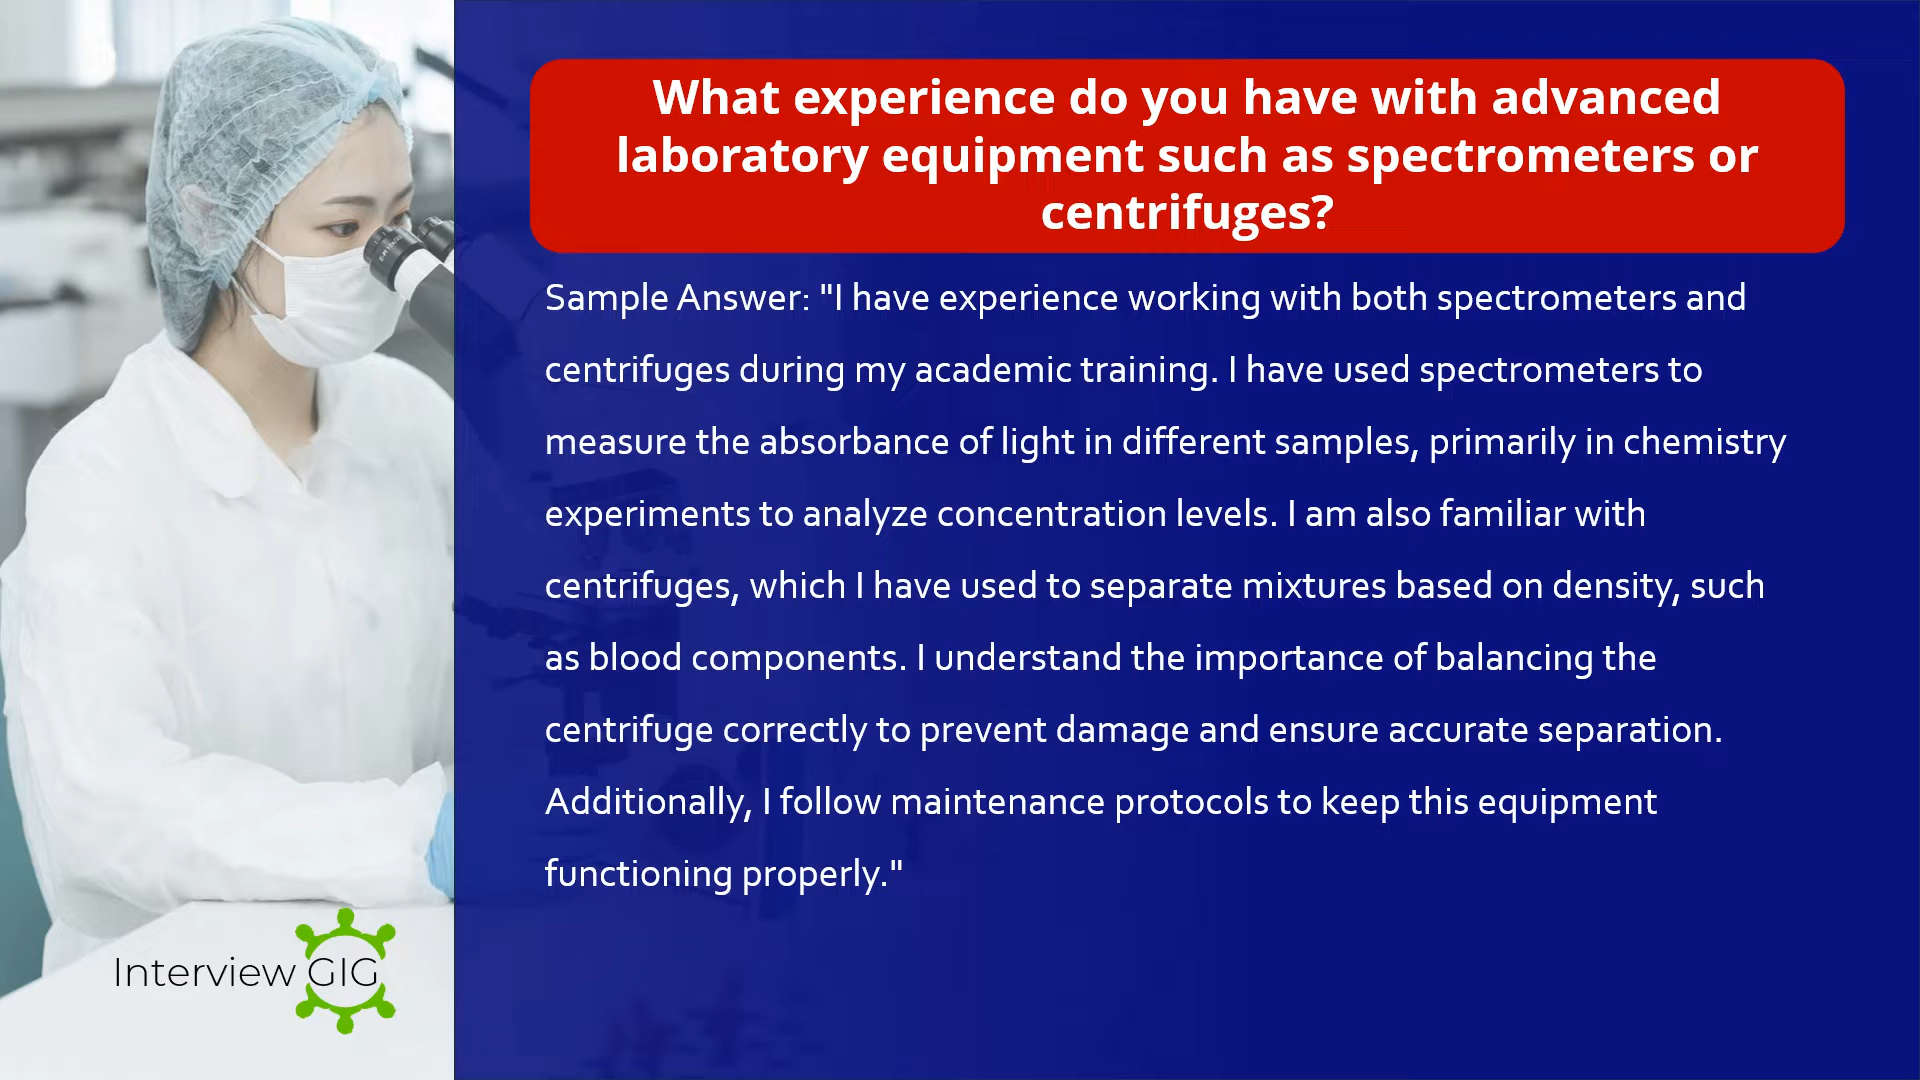 What experience do you have with advanced
laboratory equipment such as spectrometers or
centrifuges?
Sample Answer: "I have experience working with both spectrometers and
centrifuges during my academic training. I have used spectrometers to
measure the absorbance of light in different samples, primarily in chemistry
experiments to analyze concentration levels. I am also familiar with
centrifuges, which I have used to separate mixtures based on density, such
as blood components. I understand the importance of balancing the
centrifuge correctly to prevent damage and ensure accurate separation.
Additionally, I follow maintenance protocols to keep this equipment
functioning properly."
Interview GIG